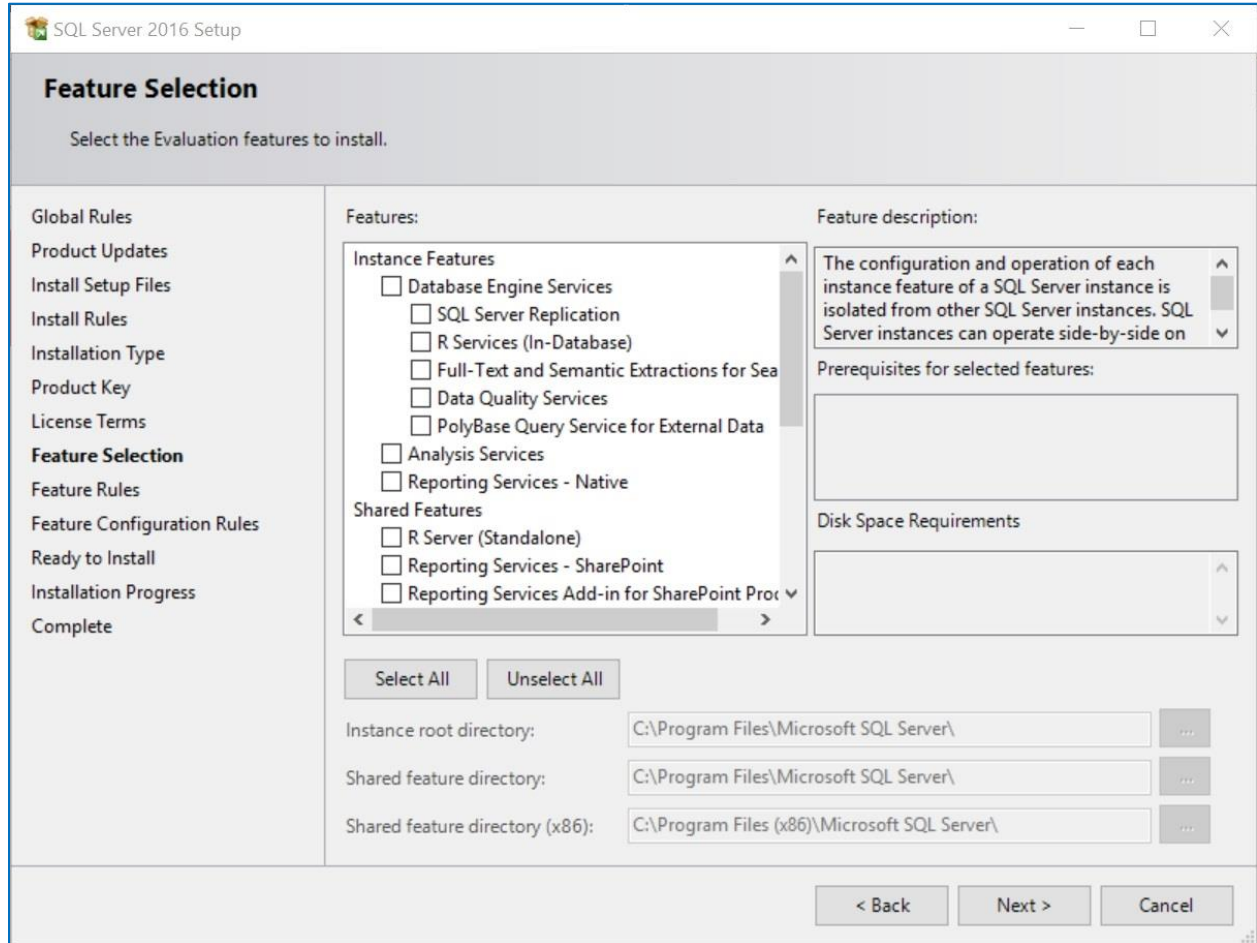 SQL Server 2016 Setup
Feature Selection
Select the Evaluation features to install.
Global Rules
Product Updates
Install Setup Files
Install Rules
Installation Type
Product Key
License Terms
Feature Selection
Feature Rules
Feature Configuration Rules
Ready to Install
Installation Progress
Complete
Features:
Instance Features
Database Engine Services
SQL Server Replication
R Services (In-Database)
Full-Text and Semantic Extractions for Sea
Data Quality Services
PolyBase Query Service for External Data
Analysis Services
Reporting Services - Native
Shared Features
R Server (Standalone)
Reporting Services - SharePoint
Reporting Services Add-in for SharePoint Proc
Feature description:
The configuration and operation of each
instance feature of a SQL Server instance is
isolated from other SQL Server instances. SQL
Server instances can operate side-by-side on
Prerequisites for selected features:
Disk Space Requirements
Select All
Unselect All
Instance root directory:
C:\Program Files\Microsoft SQL Server\
...
Shared feature directory:
C:\Program Files\Microsoft SQL Server\
...
Shared feature directory (x86):
C:\Program Files (x86)\Microsoft SQL Server\
...
< Back
Next >
Cancel